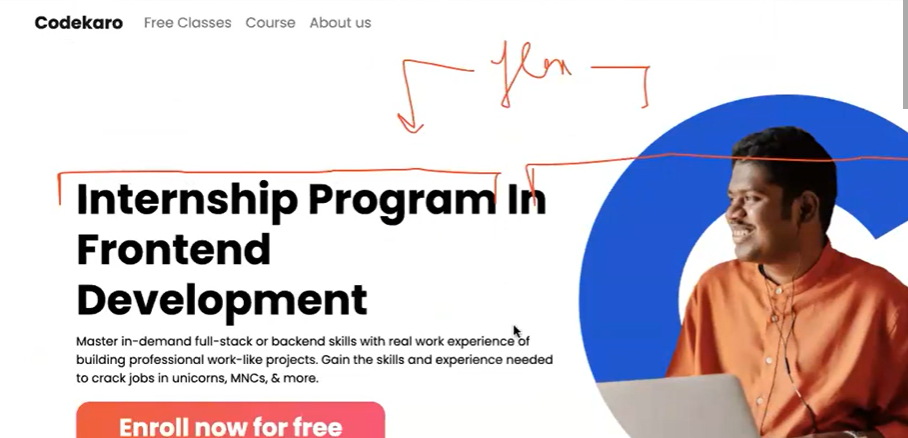 Codekaro Free Classes Course About us
flex
Internship Program In
Frontend
Development
Master in-demand full-stack or backend skills with real work experience of
building professional work-like projects. Gain the skills and experience needed
to crack jobs in unicorns, MNCs, & more.
Enroll now for free